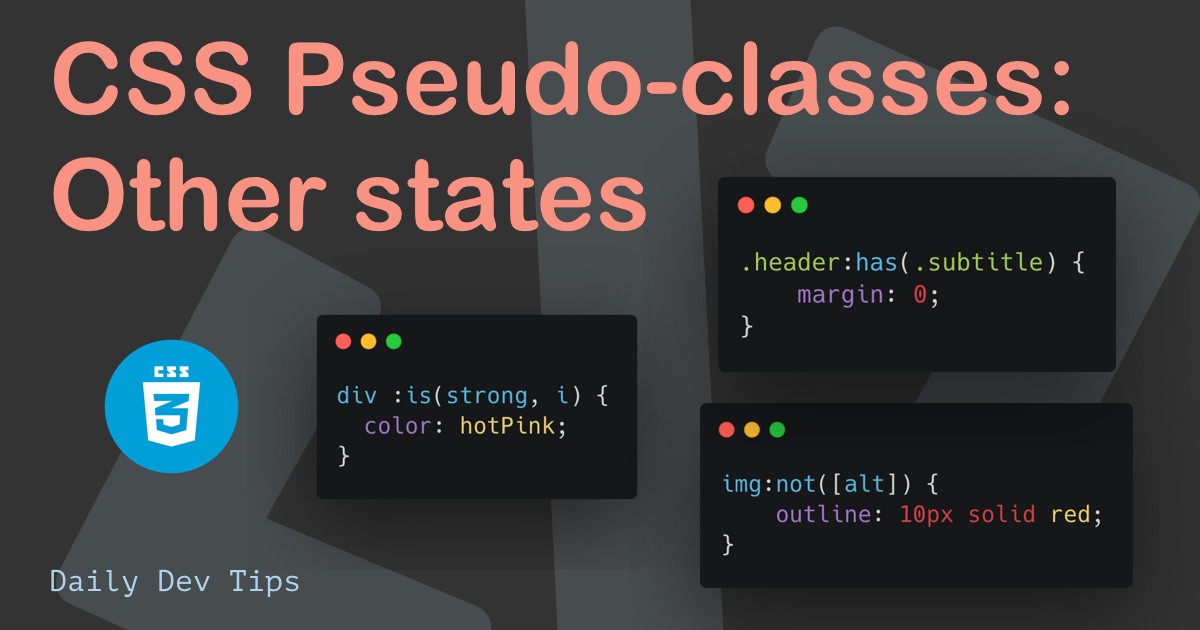 CSS Pseudo-classes:
Other states
.header:has(.subtitle) {
    margin: 0;
}
CSS
3
div :is(strong, i) {
  color: hotPink;
}
img:not([alt]) {
    outline: 10px solid red;
}
Daily Dev Tips